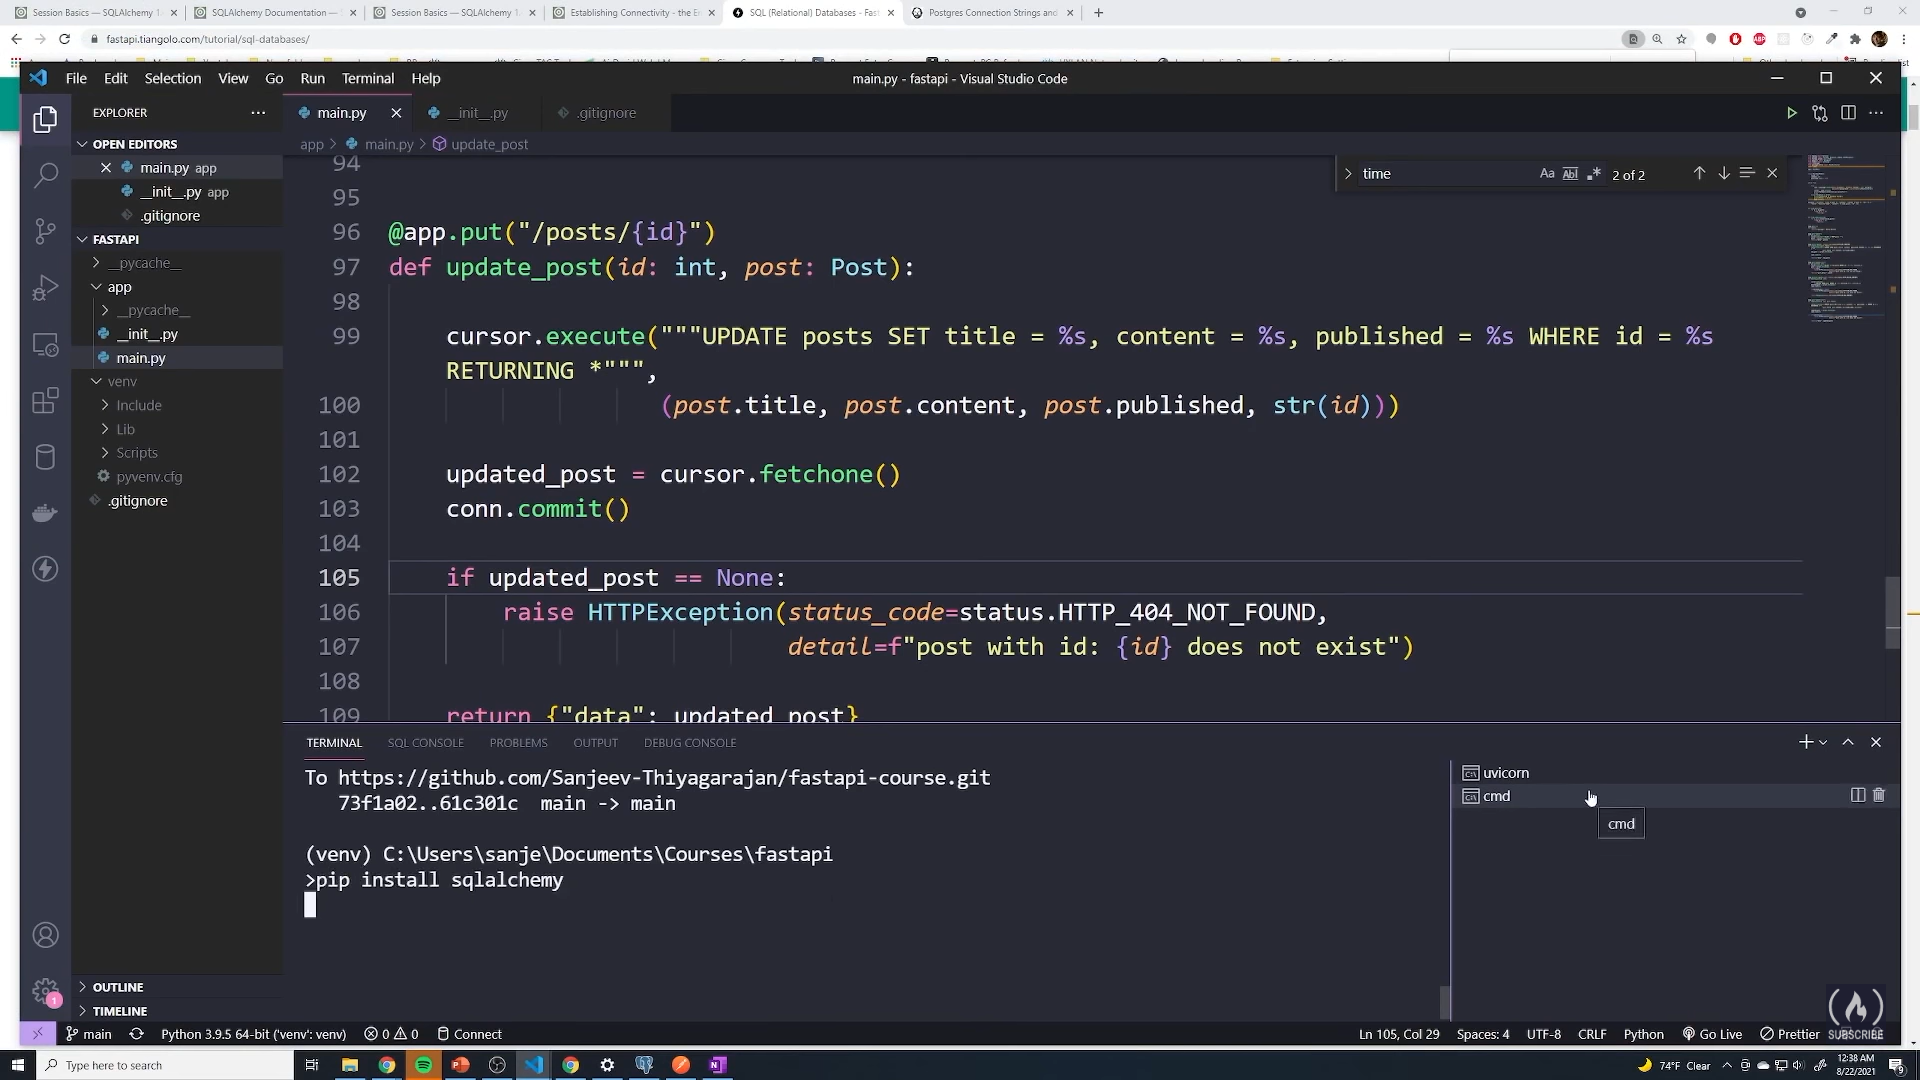 Session Basics — SQLAlchemy 1.
SQLAlchemy Documentation —
Session Basics — SQLAlchemy 1.
Establishing Connectivity - the E
SQL (Relational) Databases - Fast
Postgres Connection Strings and
fastapi.tiangolo.com/tutorial/sql-databases/
File Edit Selection View Go Run Terminal Help
main.py - fastapi - Visual Studio Code
EXPLORER
main.py
__init__.py
.gitignore
OPEN EDITORS
app > main.py > update_post
main.py app
__init__.py app
.gitignore
time
Aa Abl .* 2 of 2
FASTAPI
__pycache__
app
__pycache__
__init__.py
main.py
venv
Include
Lib
Scripts
pyvenv.cfg
.gitignore
OUTLINE
TIMELINE
94
95
96 @app.put("/posts/{id}")
97 def update_post(id: int, post: Post):
98
99 cursor.execute("""UPDATE posts SET title = %s, content = %s, published = %s WHERE id = %s
RETURNING *""",
100 (post.title, post.content, post.published, str(id)))
101
102 updated_post = cursor.fetchone()
103 conn.commit()
104
105 if updated_post == None:
106 raise HTTPException(status_code=status.HTTP_404_NOT_FOUND,
107 detail=f"post with id: {id} does not exist")
108
109 return {"data": updated_post}
TERMINAL SQL CONSOLE PROBLEMS OUTPUT DEBUG CONSOLE
To https://github.com/Sanjeev-Thiyagarajan/fastapi-course.git
73f1a02..61c301c main -> main
(venv) C:\Users\sanje\Documents\Courses\fastapi
>pip install sqlalchemy
uvicorn
cmd
cmd
1
SUBSCRIBE
main Python 3.9.5 64-bit ('venv': venv) 0 0 Connect
Ln 105, Col 29 Spaces: 4 UTF-8 CRLF Python Go Live Prettier
Type here to search
74°F Clear
12:38 AM
8/22/2021